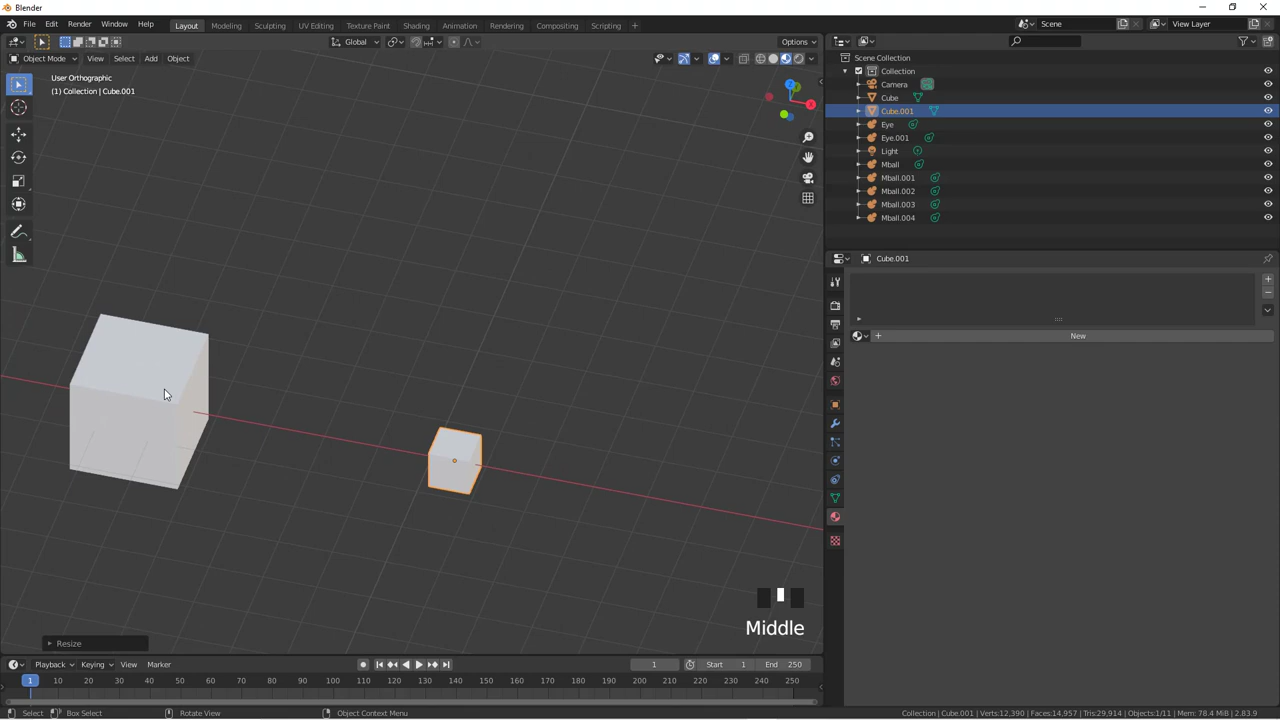 Blender
File Edit Render Window Help Layout Modeling Sculpting UV Editing Texture Paint Shading Animation Rendering Compositing Scripting + Scene View Layer
Global Options
Object Mode View Select Add Object
User Orthographic
(1) Collection | Cube.001
Scene Collection
Collection
Camera
Cube
Cube.001
Eye
Eye.001
Light
Mball
Mball.001
Mball.002
Mball.003
Mball.004
X
Z
Cube.001
+ New
Middle
Resize
Playback Keying View Marker 1 Start 1 End 250
1 10 20 30 40 50 60 70 80 90 100 110 120 130 140 150 160 170 180 190 200 210 220 230 240 250
Select Box Select Rotate View Object Context Menu Collection | Cube.001 | Verts:12,390 | Faces:14,957 | Tris:29,914 | Objects:1/11 | Mem: 78.4 MiB | 2.83.9